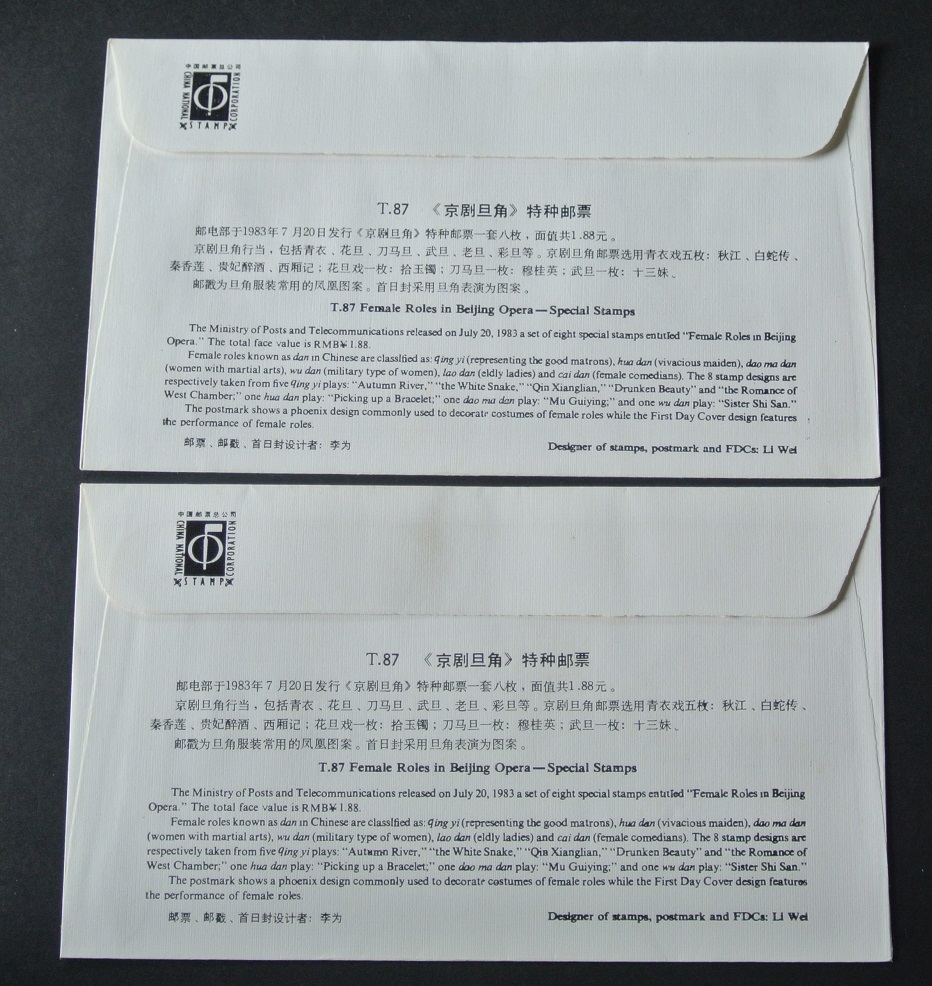 中国邮票总公司
CHINA NATIONAL
STAMP
CORPORATION
T.87 《京剧旦角》特种邮票
邮电部于1983年7月20日发行《京剧旦角》特种邮票一套八枚，面值共1.88元。
京剧旦角行当，包括青衣、花旦、刀马旦、武旦、老旦、彩旦等。京剧旦角邮票选用青衣戏五枚：秋江、白蛇传、
秦香莲、贵妃醉酒、西厢记；花旦戏一枚：拾玉镯；刀马旦一枚：穆桂英；武旦一枚：十三妹。
邮戳为旦角服装常用的凤凰图案。首日封采用旦角表演为图案。
T.87 Female Roles in Beijing Opera—Special Stamps
The Ministry of Posts and Telecommunications released on July 20, 1983 a set of eight special stamps entitled "Female Roles in Beijing
Opera." The total face value is RMB¥1.88.
Female roles known as dan in Chinese are classified as: qing yi (representing the good matrons), hua dan (vivacious maiden), dao ma dan
(women with martial arts), wu dan (military type of women), lao dan (eldly ladies) and cai dan (female comedians). The 8 stamp designs are
respectively taken from five qing yi plays: "Autumn River," "the White Snake," "Qin Xianglian," "Drunken Beauty" and "the Romance of
West Chamber;" one hua dan play: "Picking up a Bracelet;" one dao ma dan play: "Mu Guiying;" and one wu dan play: "Sister Shi San."
The postmark shows a phoenix design commonly used to decorate costumes of female roles while the First Day Cover design features
the performance of female roles.
邮票、邮戳、首日封设计者：李为 Designer of stamps, postmark and FDCs: Li Wei
中国邮票总公司
CHINA NATIONAL
STAMP
CORPORATION
T.87 《京剧旦角》特种邮票
邮电部于1983年7月20日发行《京剧旦角》特种邮票一套八枚，面值共1.88元。
京剧旦角行当，包括青衣、花旦、刀马旦、武旦、老旦、彩旦等。京剧旦角邮票选用青衣戏五枚：秋江、白蛇传、
秦香莲、贵妃醉酒、西厢记；花旦戏一枚：拾玉镯；刀马旦一枚：穆桂英；武旦一枚：十三妹。
邮戳为旦角服装常用的凤凰图案。首日封采用旦角表演为图案。
T.87 Female Roles in Beijing Opera—Special Stamps
The Ministry of Posts and Telecommunications released on July 20, 1983 a set of eight special stamps entitled "Female Roles in Beijing
Opera." The total face value is RMB¥1.88.
Female roles known as dan in Chinese are classified as: qing yi (representing the good matrons), hua dan (vivacious maiden), dao ma dan
(women with martial arts), wu dan (military type of women), lao dan (eldly ladies) and cai dan (female comedians). The 8 stamp designs are
respectively taken from five qing yi plays: "Autumn River," "the White Snake," "Qin Xianglian," "Drunken Beauty" and "the Romance of
West Chamber;" one hua dan play: "Picking up a Bracelet;" one dao ma dan play: "Mu Guiying;" and one wu dan play: "Sister Shi San."
The postmark shows a phoenix design commonly used to decorate costumes of female roles while the First Day Cover design features
the performance of female roles.
邮票、邮戳、首日封设计者：李为 Designer of stamps, postmark and FDCs: Li Wei